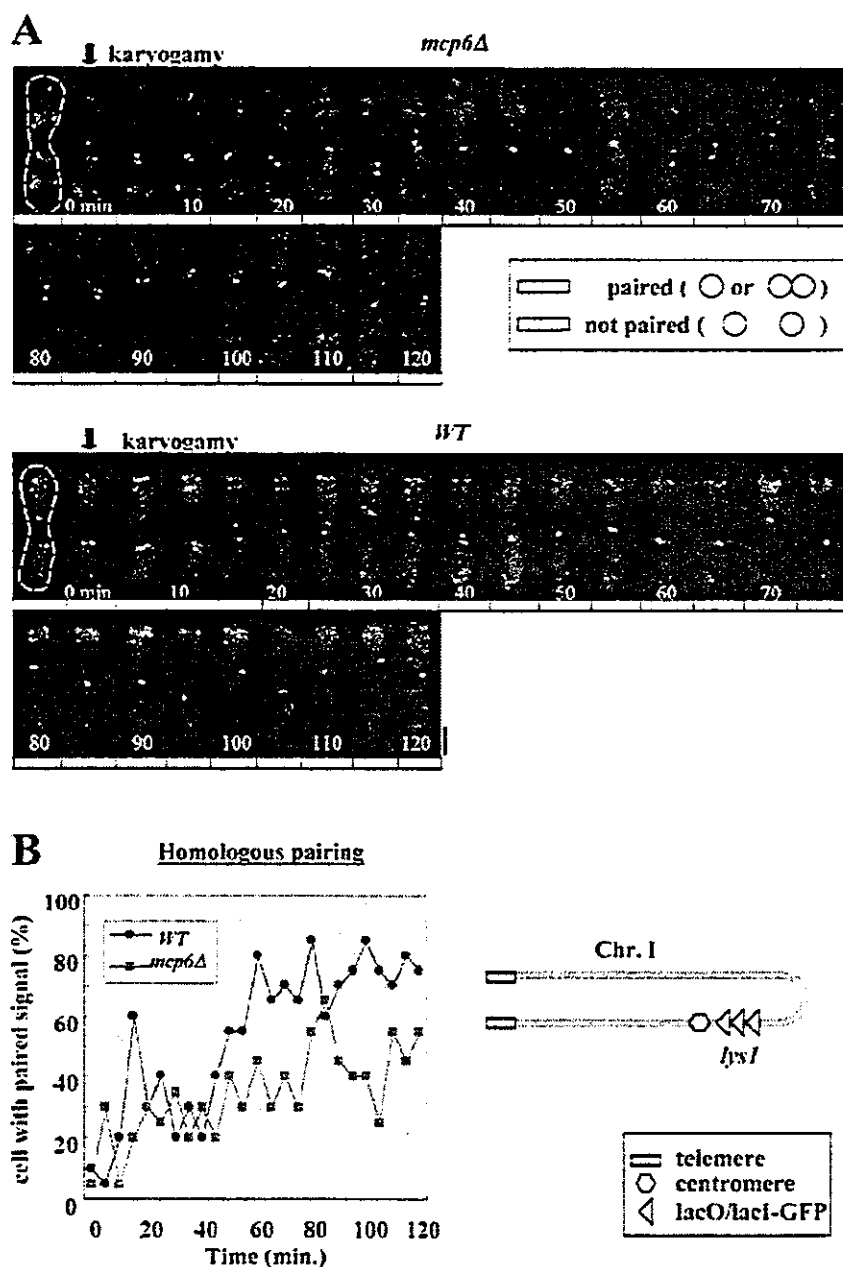 A
karyogamy
mcp6Δ
0 min 10 20 30 40 50 60 70
80 90 100 110 120
paired ( or )
not paired ( )
karyogamy
WT
0 min 10 20 30 40 50 60 70
80 90 100 110 120
B
Homologous pairing
cell with paired signal (%)
100
80
60
40
20
0
WT
mcp6Δ
0 20 40 60 80 100 120
Time (min.)
Chr. I
lys1
telemere
centromere
lacO/lacI-GFP